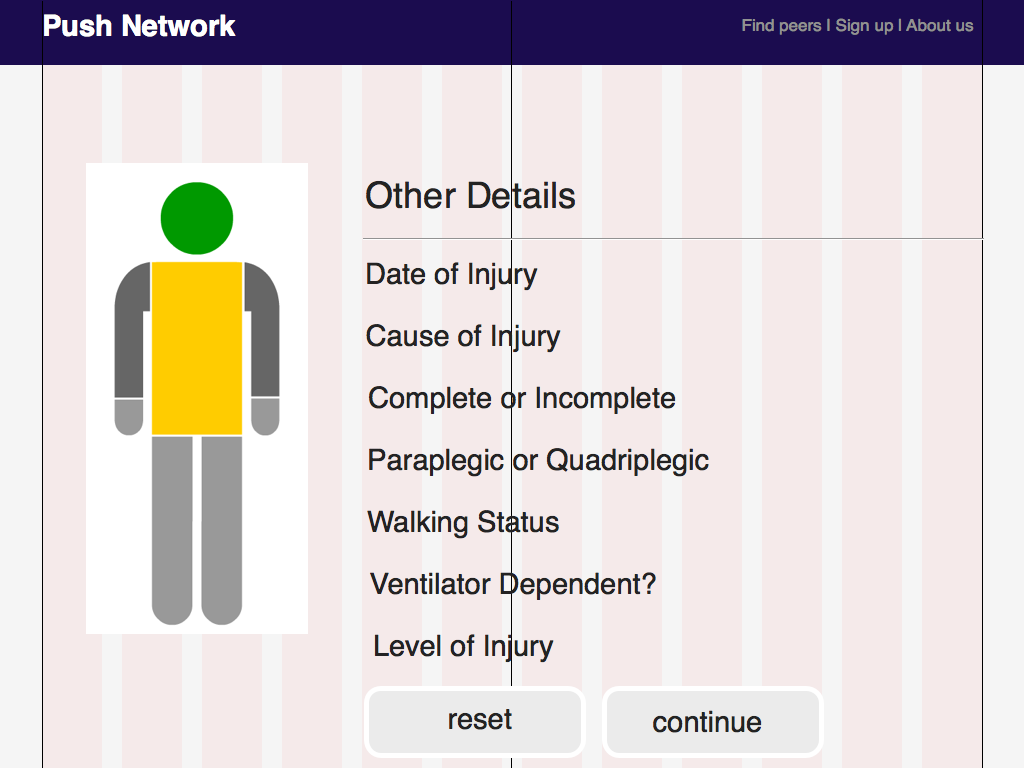 Push Network
Find peers | Sign up | About us
Other Details
Date of Injury
Cause of Injury
Complete or Incomplete
Paraplegic or Quadriplegic
Walking Status
Ventilator Dependent?
Level of Injury
reset
continue